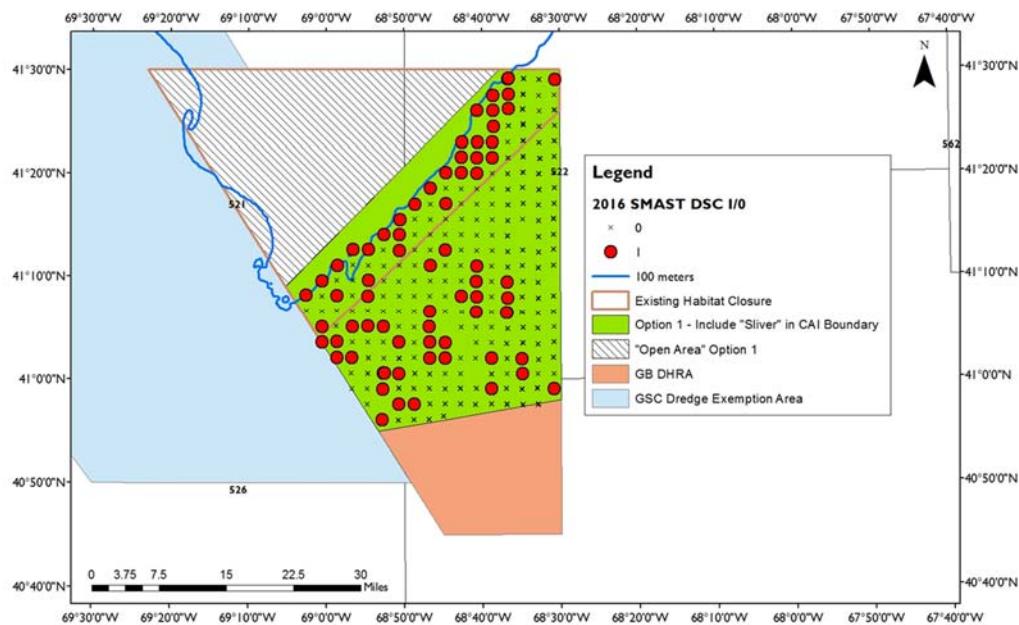 69°30'0"W 69°20'0"W 69°10'0"W 69°0'0"W 68°50'0"W 68°40'0"W 68°30'0"W 68°20'0"W 68°10'0"W 68°0'0"W 67°50'0"W 67°40'0"W
41°30'0"N 41°30'0"N
N
562
41°20'0"N 522 41°20'0"N
521
41°10'0"N 41°10'0"N
41°0'0"N 41°0'0"N
40°50'0"N 40°50'0"N
526
40°40'0"N 40°40'0"N
Legend
2016 SMAST DSC 1/0
0
1
100 meters
Existing Habitat Closure
Option 1 - Include "Sliver" in CAI Boundary
"Open Area" Option 1
GB DHRA
GSC Dredge Exemption Area
0 3.75 7.5 15 22.5 30
Miles
69°30'0"W 69°20'0"W 69°10'0"W 69°0'0"W 68°50'0"W 68°40'0"W 68°30'0"W 68°20'0"W 68°10'0"W 68°0'0"W 67°50'0"W 67°40'0"W